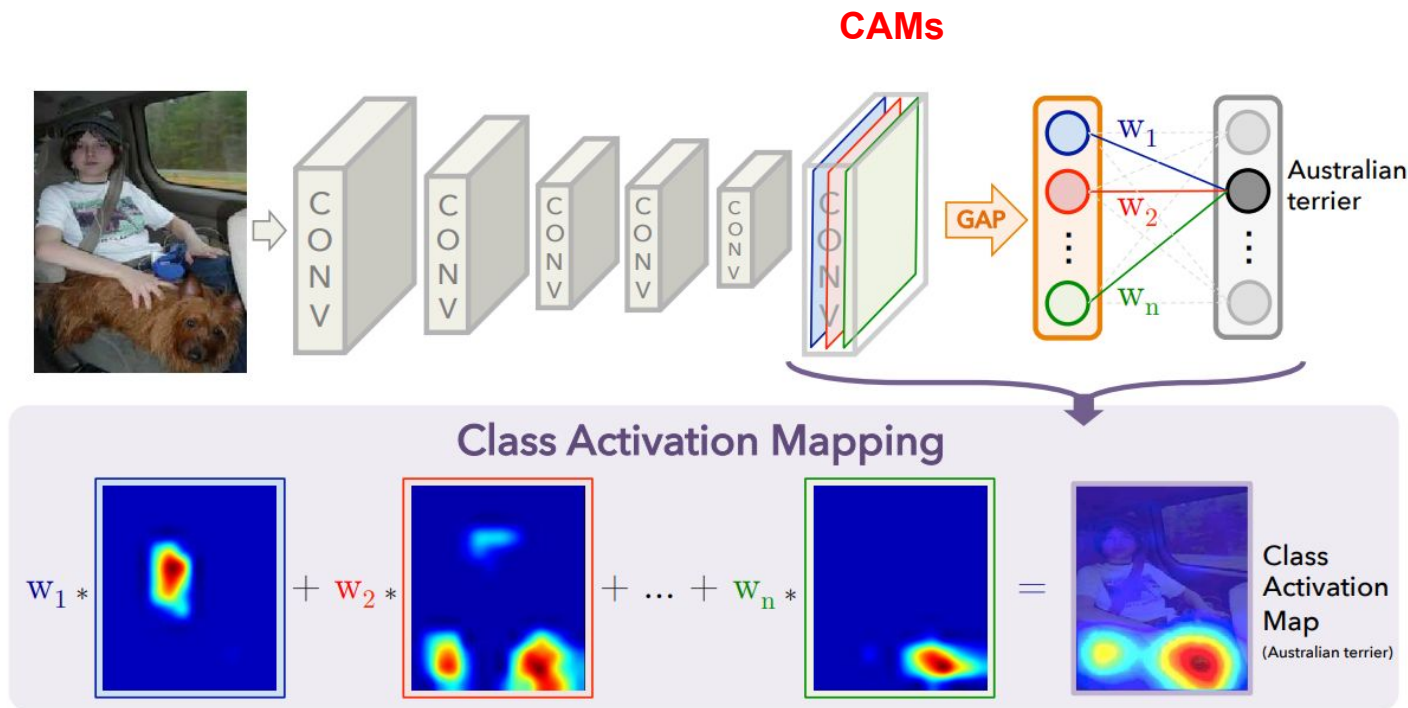 CAMs
CONV
CONV
CONV
CONV
CONV
CONV
GAP
w1
w2
⋮
wn
⋮
Australian
terrier
Class Activation Mapping
w1 * + w2 * + ... + wn * =
Class
Activation
Map
(Australian terrier)